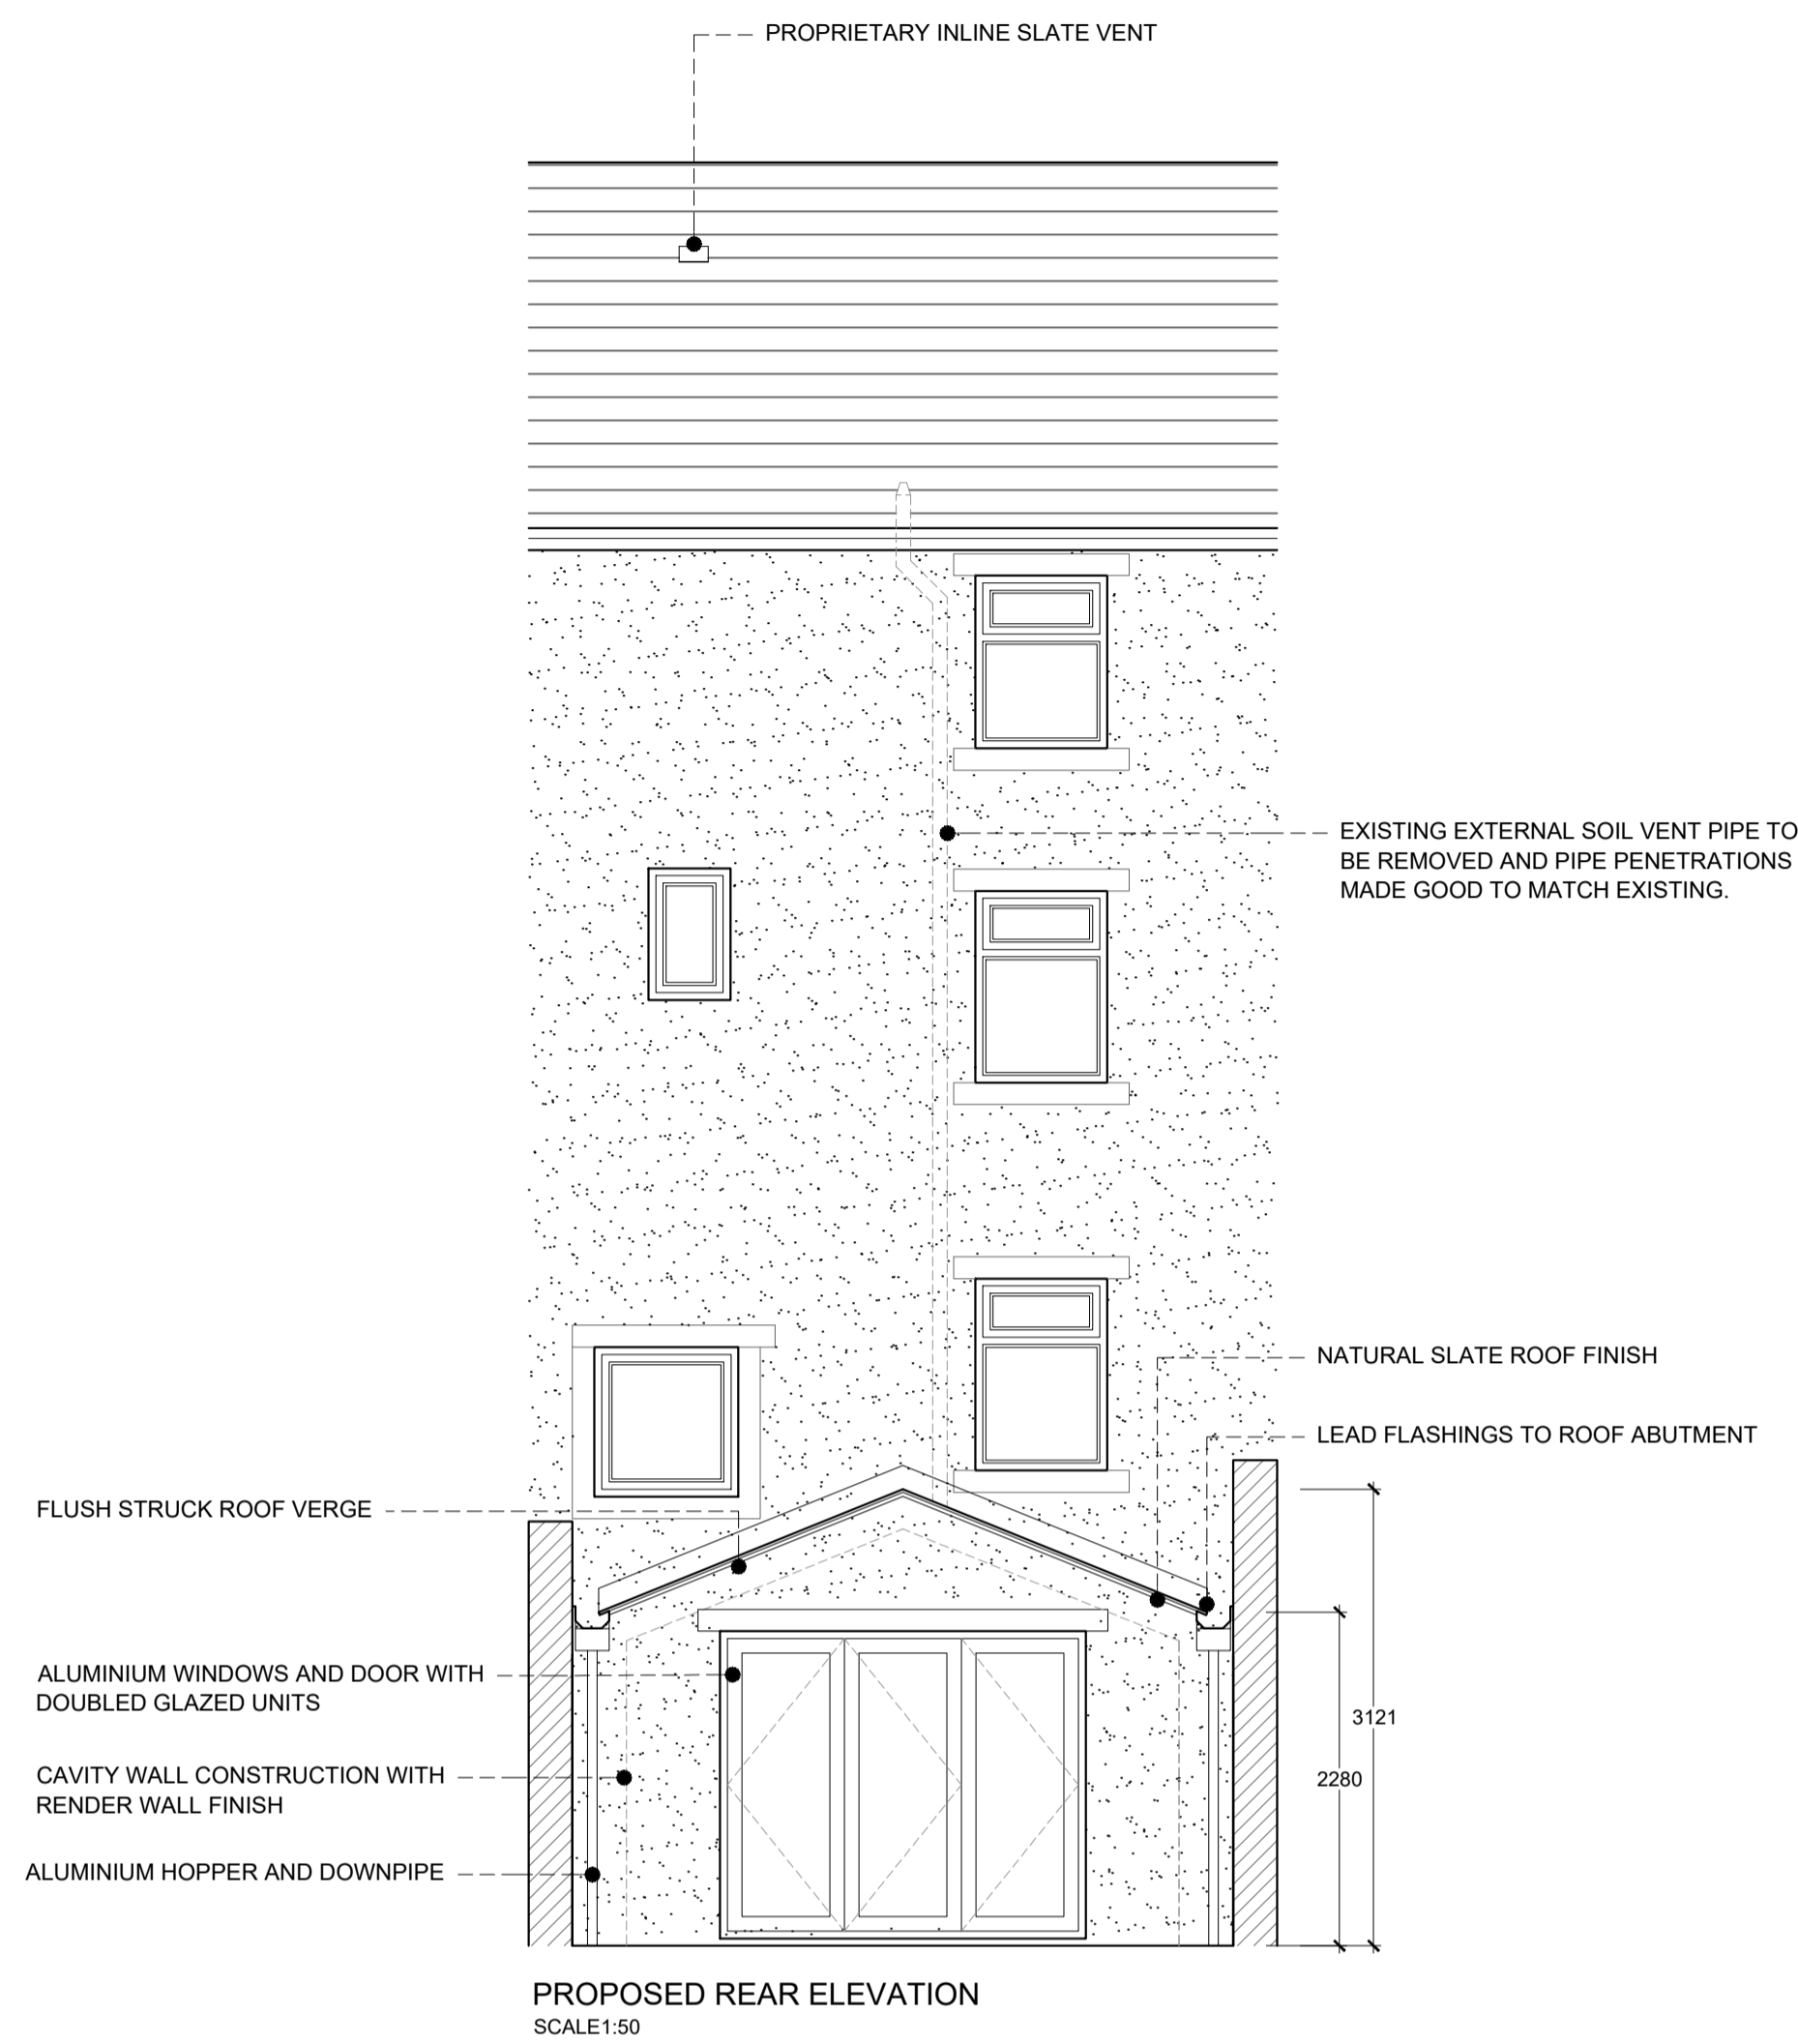 PROPRIETARY INLINE SLATE VENT
EXISTING EXTERNAL SOIL VENT PIPE TO
BE REMOVED AND PIPE PENETRATIONS
MADE GOOD TO MATCH EXISTING.
NATURAL SLATE ROOF FINISH
LEAD FLASHINGS TO ROOF ABUTMENT
FLUSH STRUCK ROOF VERGE
ALUMINIUM WINDOWS AND DOOR WITH
DOUBLED GLAZED UNITS
3121
2280
CAVITY WALL CONSTRUCTION WITH
RENDER WALL FINISH
ALUMINIUM HOPPER AND DOWNPIPE
PROPOSED REAR ELEVATION
SCALE1:50